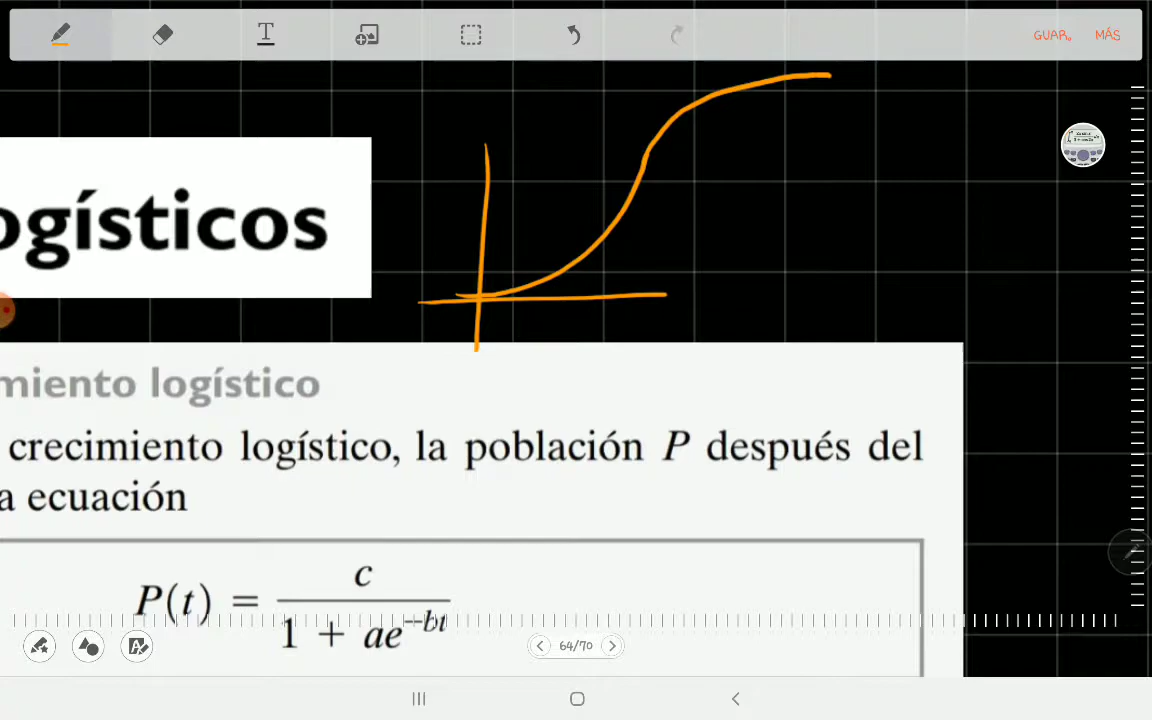 GUAR. MÁS
ogísticos
miento logístico
crecimiento logístico, la población P después del
a ecuación
P(t) = c / 1 + ae^−bt
64/70